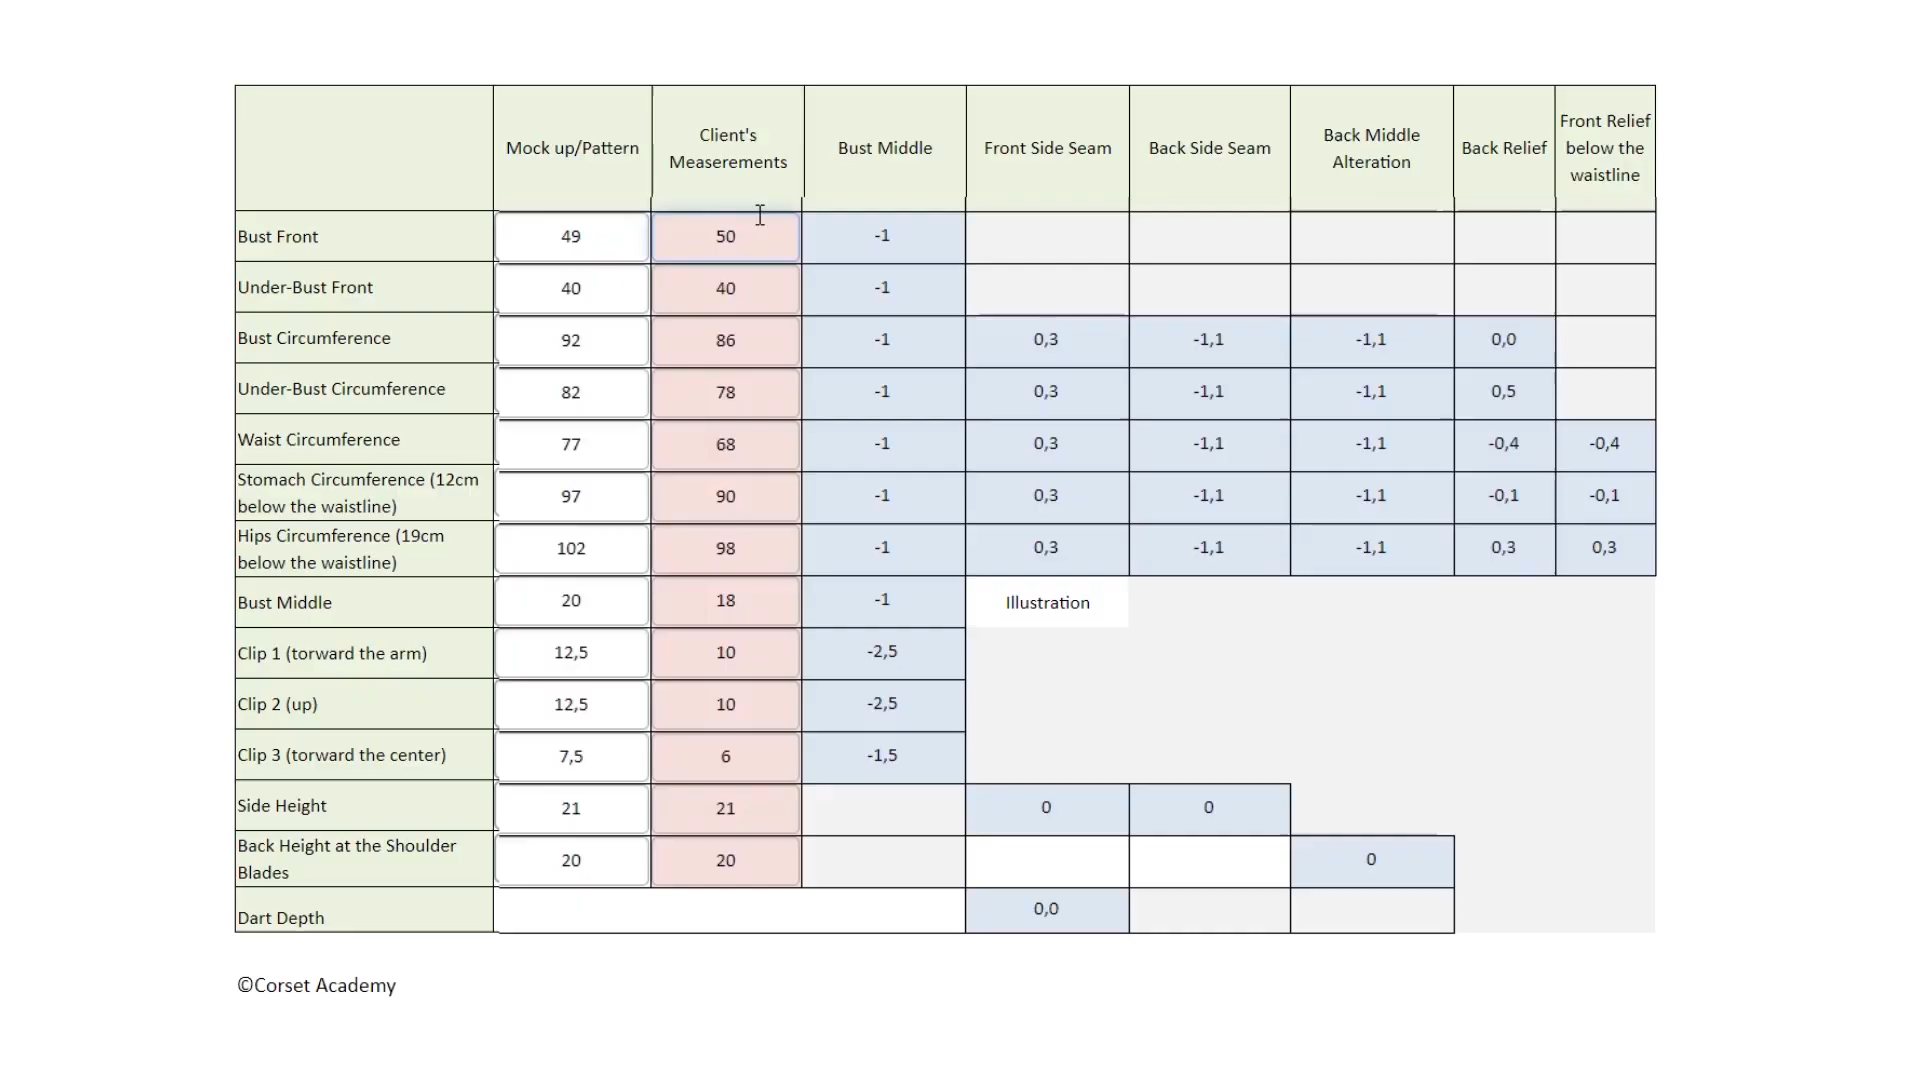 Mock up/Pattern
Client's
Measerements
Bust Middle
Front Side Seam
Back Side Seam
Back Middle
Alteration
Back Relief
Front Relief
below the
waistline
Bust Front 49 50 -1
Under-Bust Front 40 40 -1
Bust Circumference 92 86 -1 0,3 -1,1 -1,1 0,0
Under-Bust Circumference 82 78 -1 0,3 -1,1 -1,1 0,5
Waist Circumference 77 68 -1 0,3 -1,1 -1,1 -0,4 -0,4
Stomach Circumference (12cm
below the waistline) 97 90 -1 0,3 -1,1 -1,1 -0,1 -0,1
Hips Circumference (19cm
below the waistline) 102 98 -1 0,3 -1,1 -1,1 0,3 0,3
Bust Middle 20 18 -1 Illustration
Clip 1 (torward the arm) 12,5 10 -2,5
Clip 2 (up) 12,5 10 -2,5
Clip 3 (torward the center) 7,5 6 -1,5
Side Height 21 21 0 0
Back Height at the Shoulder
Blades 20 20 0
Dart Depth 0,0
©Corset Academy